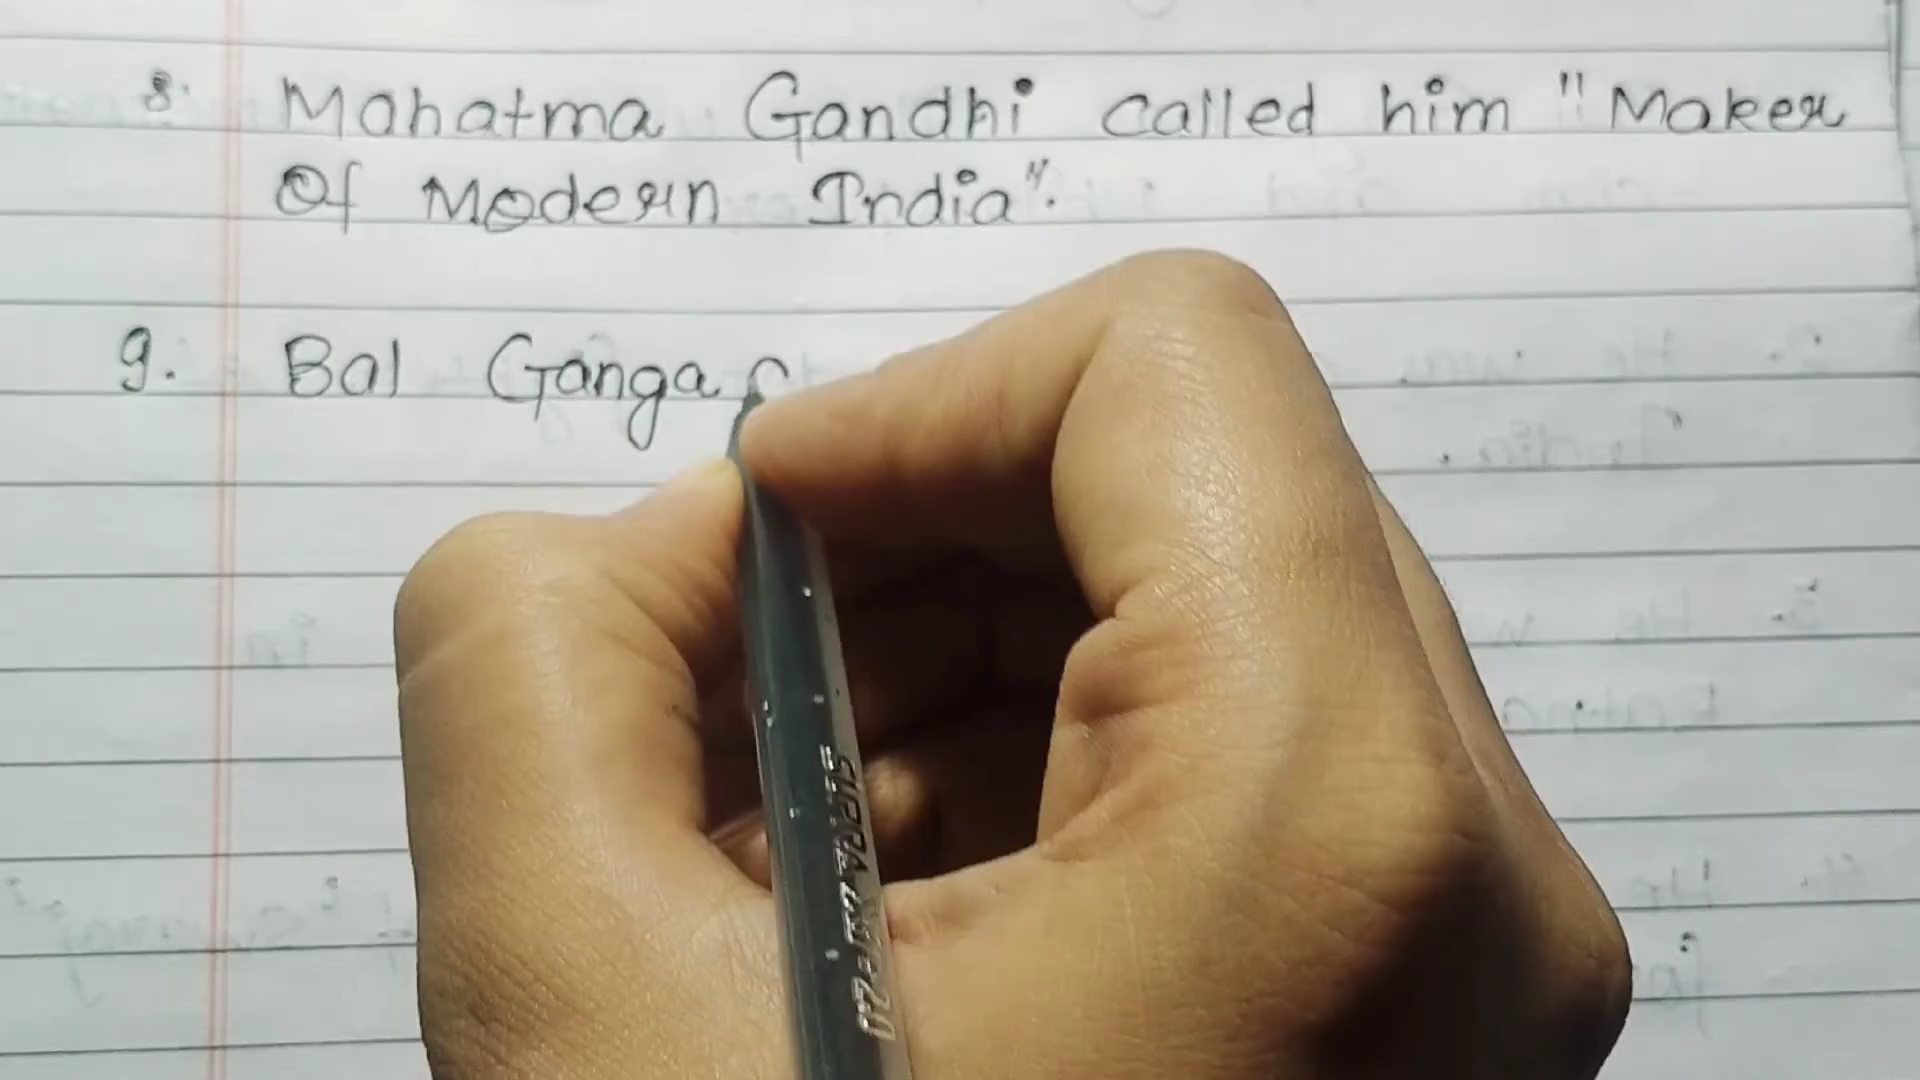 8. Mahatma Gandhi called him "Maker
Of Modern India".
9. Bal Ganga